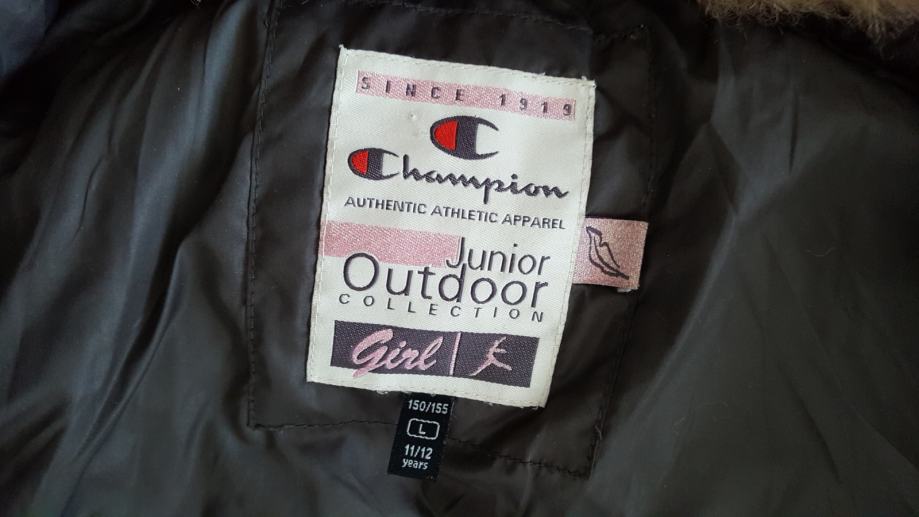 SINCE 1919
C
Champion
AUTHENTIC ATHLETIC APPAREL
Junior
Outdoor
COLLECTION
Girl
150/155
L
11/12
years